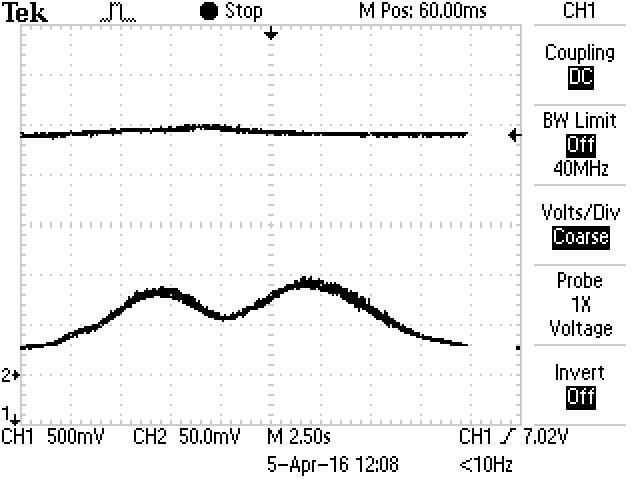 Tek Stop M Pos: 60.00ms CH1
Coupling
DC
BW Limit
Off
40MHz
Volts/Div
Coarse
Probe
1X
Voltage
Invert
Off
2
1
CH1 500mV CH2 50.0mV M 2.50s CH1 7.02V
5-Apr-16 12:08 <10Hz